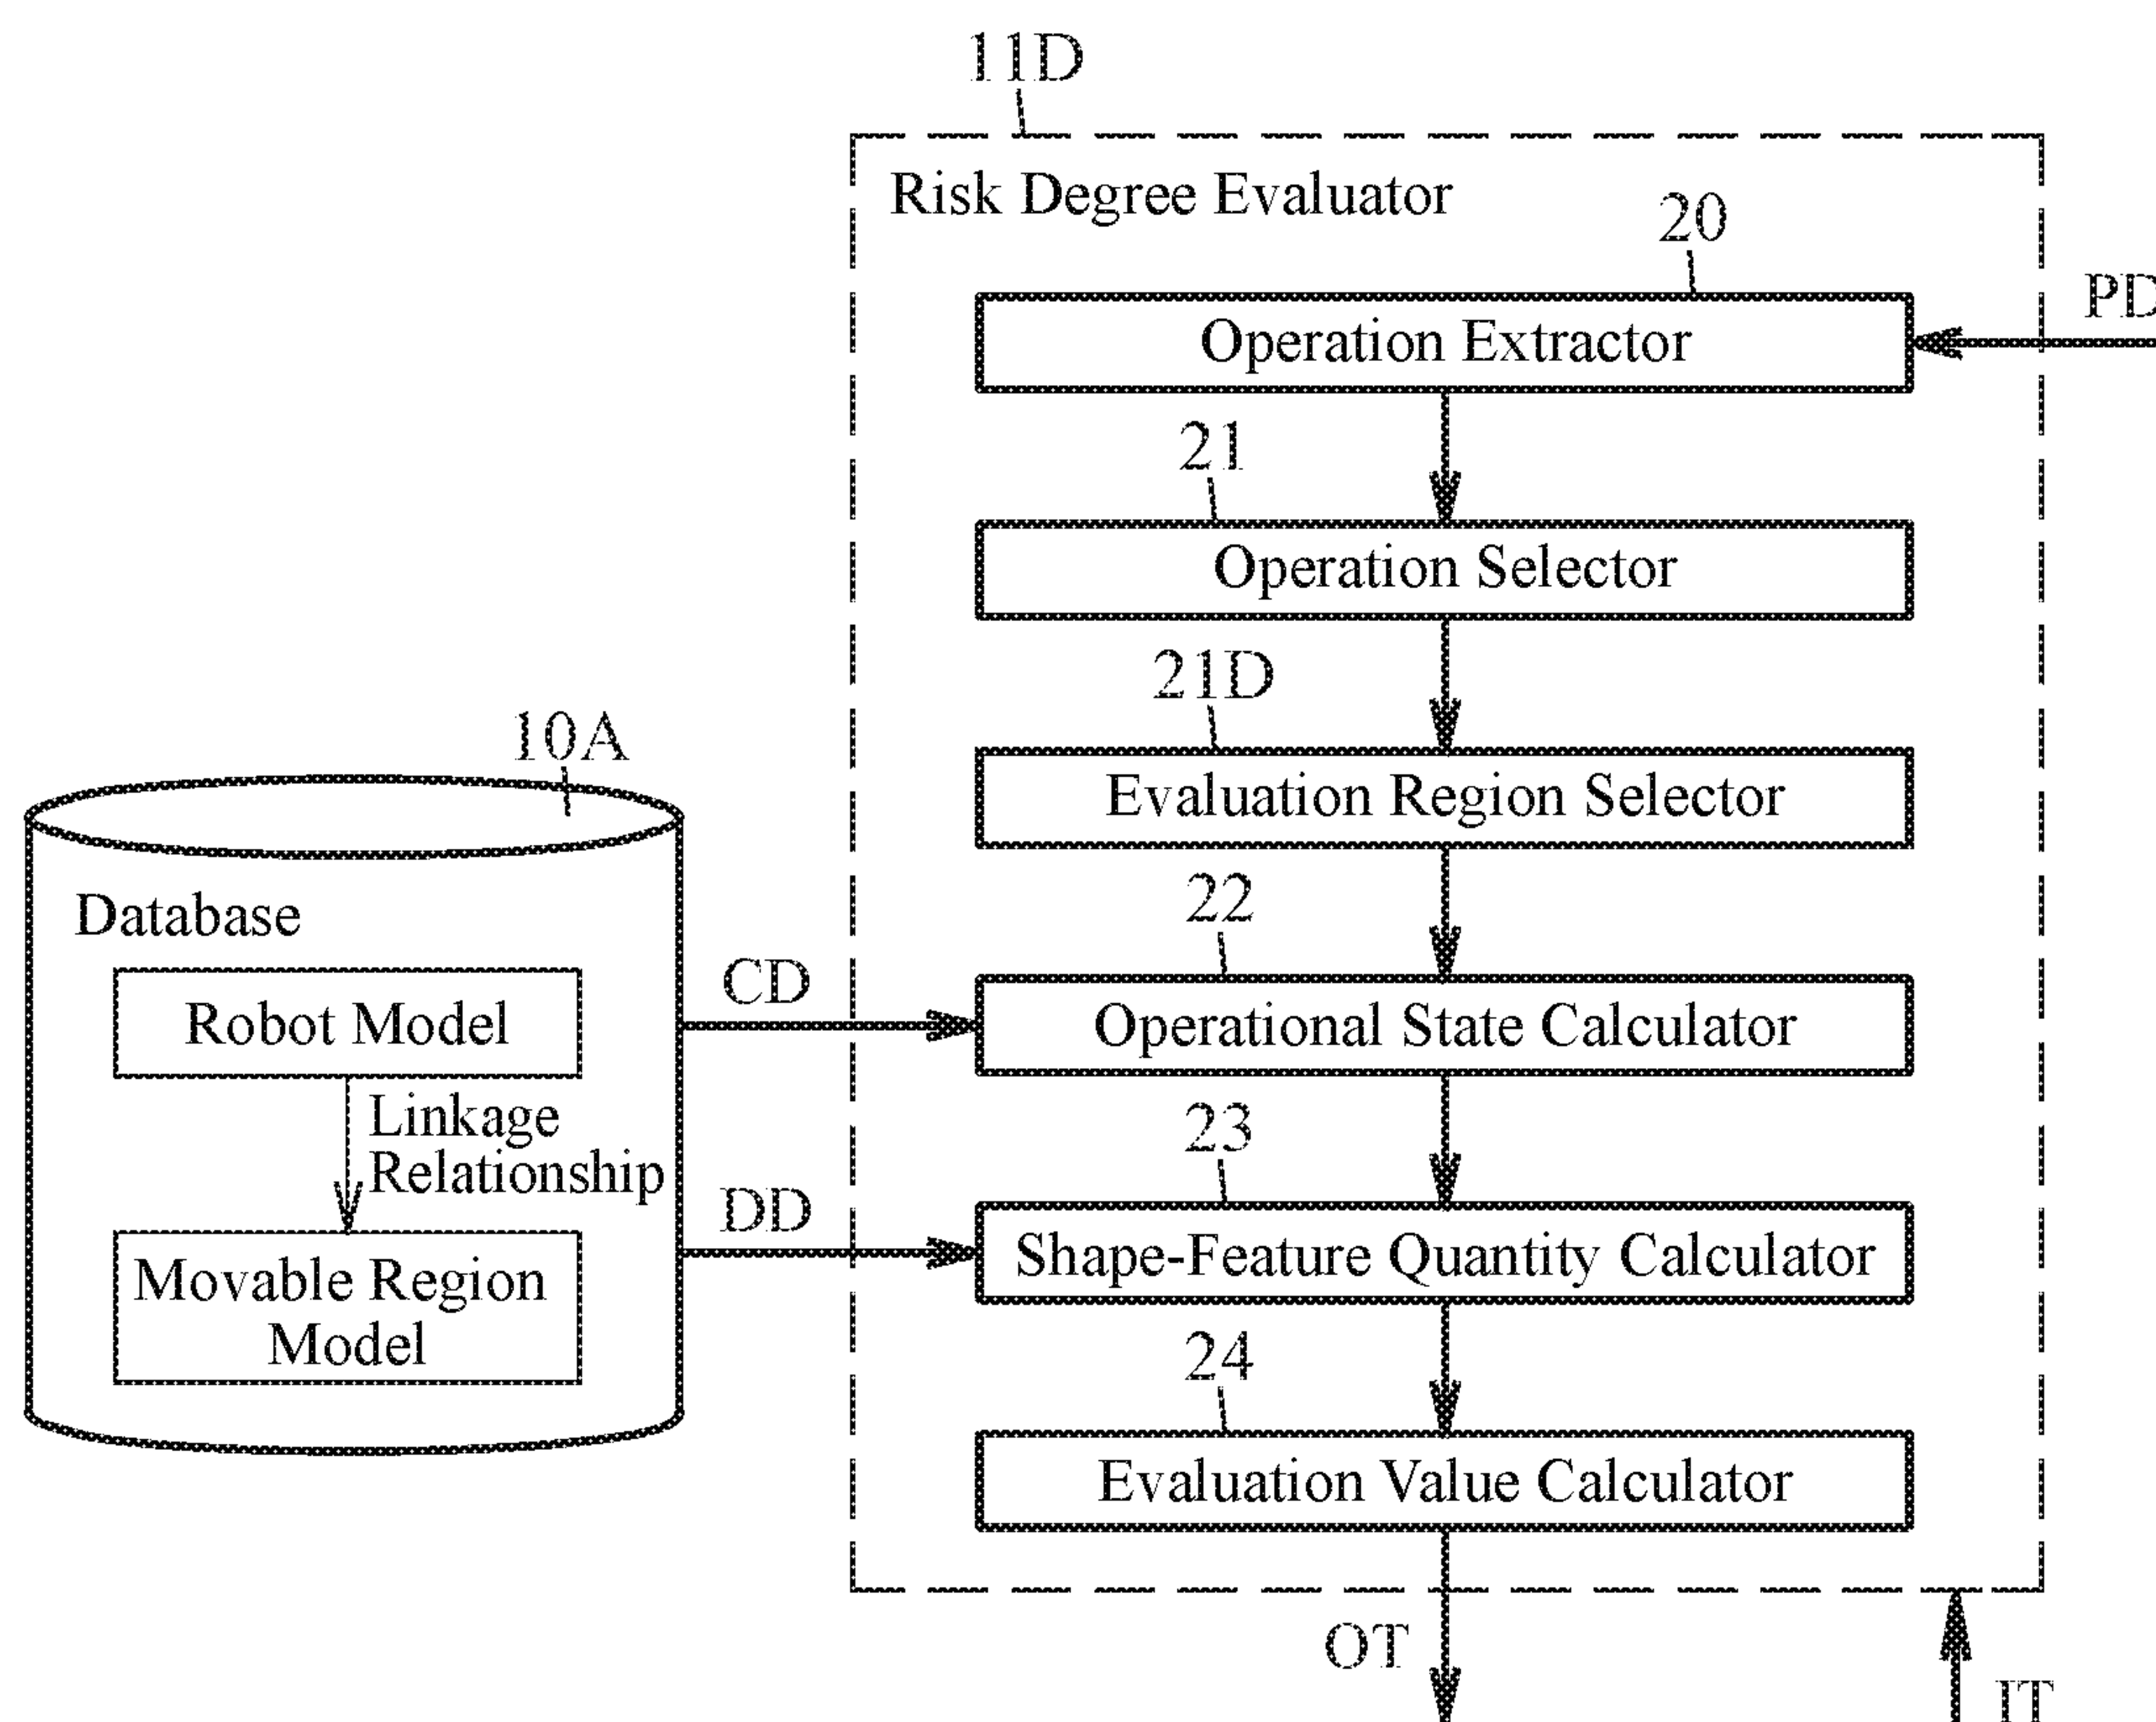 11D
Risk Degree Evaluator
20
PD
Operation Extractor
21
Operation Selector
21D
Evaluation Region Selector
10A
Database
22
CD
Robot Model
Operational State Calculator
Linkage
Relationship
23
DD
Movable Region
Model
Shape-Feature Quantity Calculator
24
Evaluation Value Calculator
OT
IT